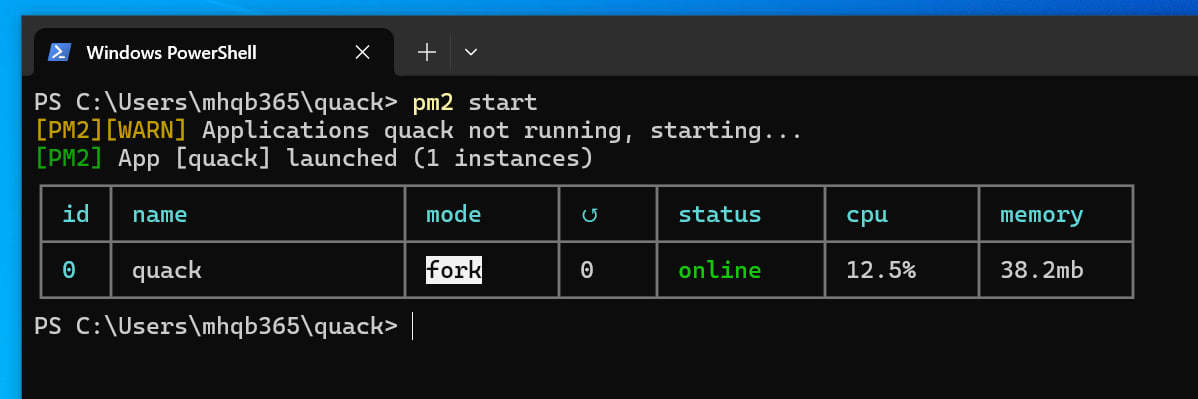 Windows PowerShell
PS C:\Users\mhqb365\quack> pm2 start
[PM2][WARN] Applications quack not running, starting...
[PM2] App [quack] launched (1 instances)
id name mode ↺ status cpu memory
0 quack fork 0 online 12.5% 38.2mb
PS C:\Users\mhqb365\quack>